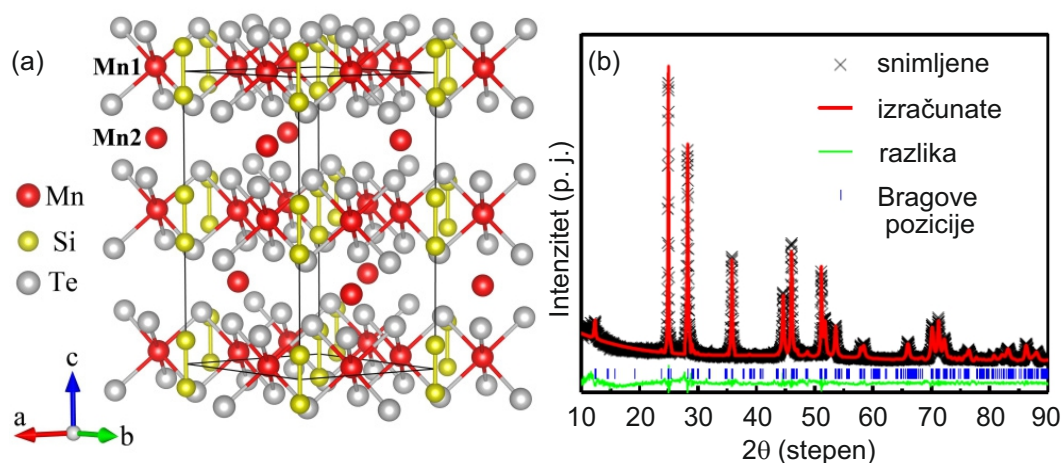 (a)
Mn1
Mn2
Mn
Si
Te
c
a
b
(b)
snimljene
izračunate
razlika
Bragove
pozicije
Intenzitet (p. j.)
10 20 30 40 50 60 70 80 90
2θ (stepen)